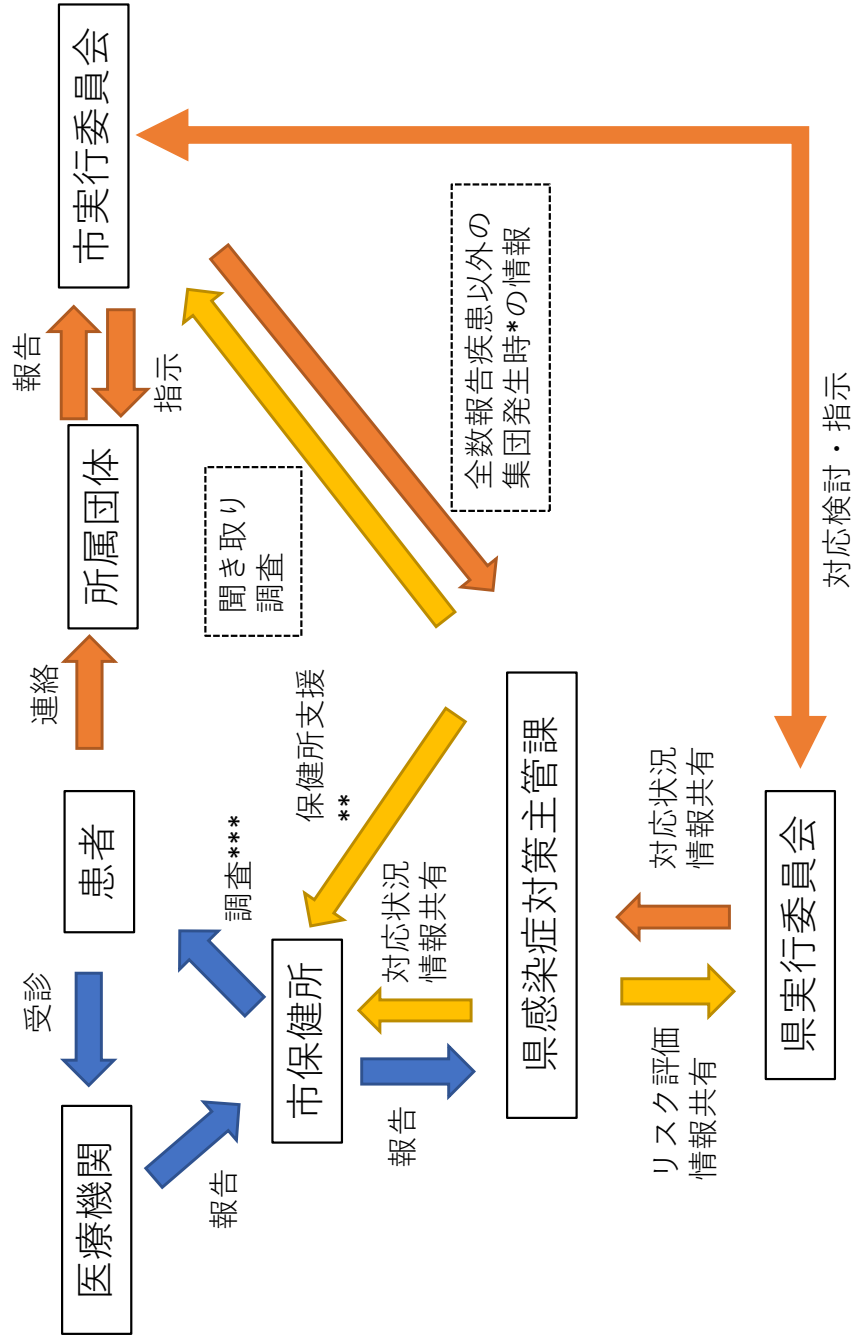 医療機関
受診
患者
連絡
所属団体
報告
指示
市実行委員会
報告
調査***
聞き取り
調査
市保健所
保健所支援
**
報告
対応状況
情報共有
全数報告疾患以外の
集団発生時*の情報
県感染症対策主管課
リスク評価
情報共有
対応状況
情報共有
県実行委員会
対応検討・指示